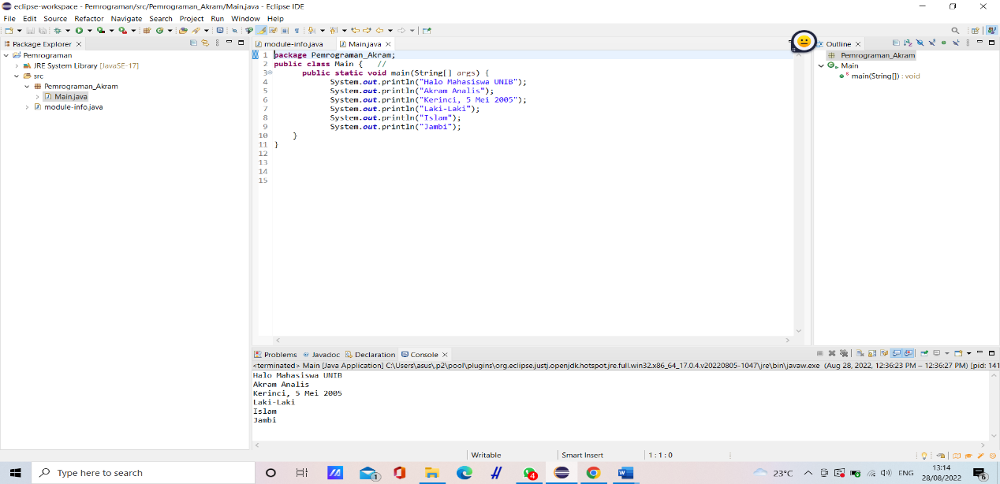 eclipse-workspace - Pemrograman/src/Pemrograman_Akram/Main.java - Eclipse IDE
File Edit Source Refactor Navigate Search Project Run Window Help
Package Explorer
Pemrograman
JRE System Library [JavaSE-17]
src
Pemrograman_Akram
Main.java
module-info.java
module-info.java Main.java
1 package Pemrograman_Akram;
2 public class Main { //
3 public static void main(String[] args) {
4 System.out.println("Halo Mahasiswa UNIB");
5 System.out.println("Akram Analis");
6 System.out.println("Kerinci, 5 Mei 2005");
7 System.out.println("Laki-Laki");
8 System.out.println("Islam");
9 System.out.println("Jambi");
10 }
11 }
12
13
14
15
Outline
Pemrograman_Akram
Main
main(String[]) : void
Problems Javadoc Declaration Console
<terminated> Main [Java Application] C:\Users\asus\.p2\pool\plugins\org.eclipse.justj.openjdk.hotspot.jre.full.win32.x86_64_17.0.4.v20220805-1047\jre\bin\javaw.exe (Aug 28, 2022, 12:36:23 PM – 12:36:27 PM) [pid: 141
Halo Mahasiswa UNIB
Akram Analis
Kerinci, 5 Mei 2005
Laki-Laki
Islam
Jambi
Writable Smart Insert 1 : 1 : 0
Type here to search
1
4
23°C
ENG
13:14
28/08/2022
6